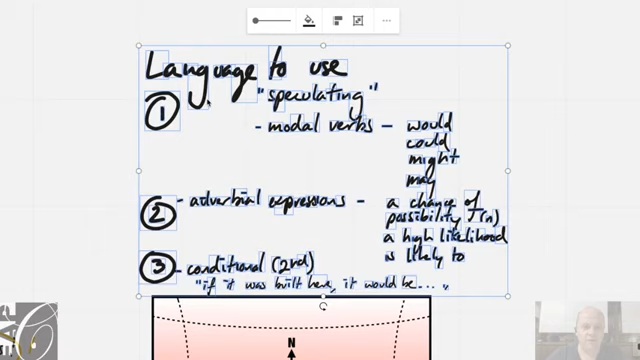 Language to use
① "speculating"
- modal verbs - would
could
might
may
② - adverbial expressions - a chance of
possibility
a high likelihood
is likely to
③ - conditional (2nd)
"if it was built here, it would be..."
N